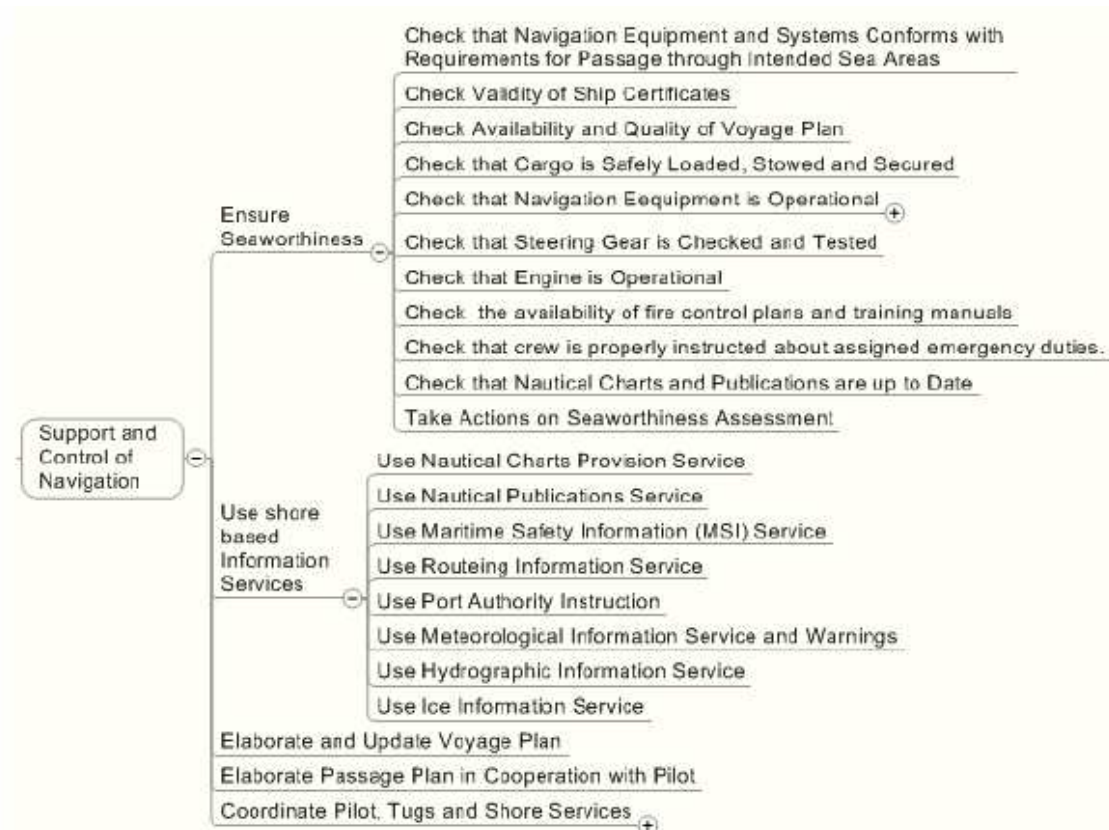 Check that Navigation Equipment and Systems Conforms with
Requirements for Passage through Intended Sea Areas
Check Validity of Ship Certificates
Check Availability and Quality of Voyage Plan
Check that Cargo is Safely Loaded, Stowed and Secured
Check that Navigation Eequipment is Operational
Ensure
Seaworthiness
Check that Steering Gear is Checked and Tested
Check that Engine is Operational
Check the availability of fire control plans and training manuals
Check that crew is properly instructed about assigned emergency duties.
Check that Nautical Charts and Publications are up to Date
Take Actions on Seaworthiness Assessment
Support and
Control of
Navigation
Use Nautical Charts Provision Service
Use Nautical Publications Service
Use shore
based
Information
Services
Use Maritime Safety Information (MSI) Service
Use Routeing Information Service
Use Port Authority Instruction
Use Meteorological Information Service and Warnings
Use Hydrographic Information Service
Use Ice Information Service
Elaborate and Update Voyage Plan
Elaborate Passage Plan in Cooperation with Pilot
Coordinate Pilot, Tugs and Shore Services